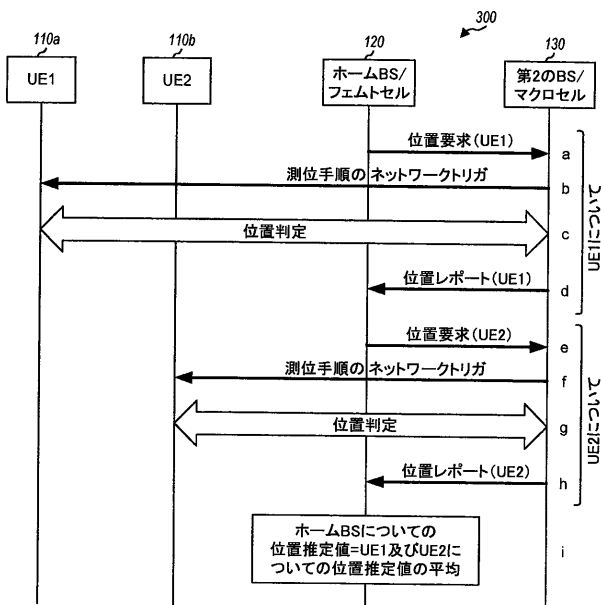 300
110a
110b
120
130
UE1
UE2
ホームBS/
フェムトセル
第2のBS/
マクロセル
位置要求(UE1)
a
測位手順の ネットワークトリガ
b
位置判定
c
位置レポート(UE1)
d
UE1について
位置要求(UE2)
e
測位手順の ネットワークトリガ
f
位置判定
g
位置レポート(UE2)
h
UE2について
ホームBSについての
位置推定値=UE1及びUE2に
ついての位置推定値の平均
i